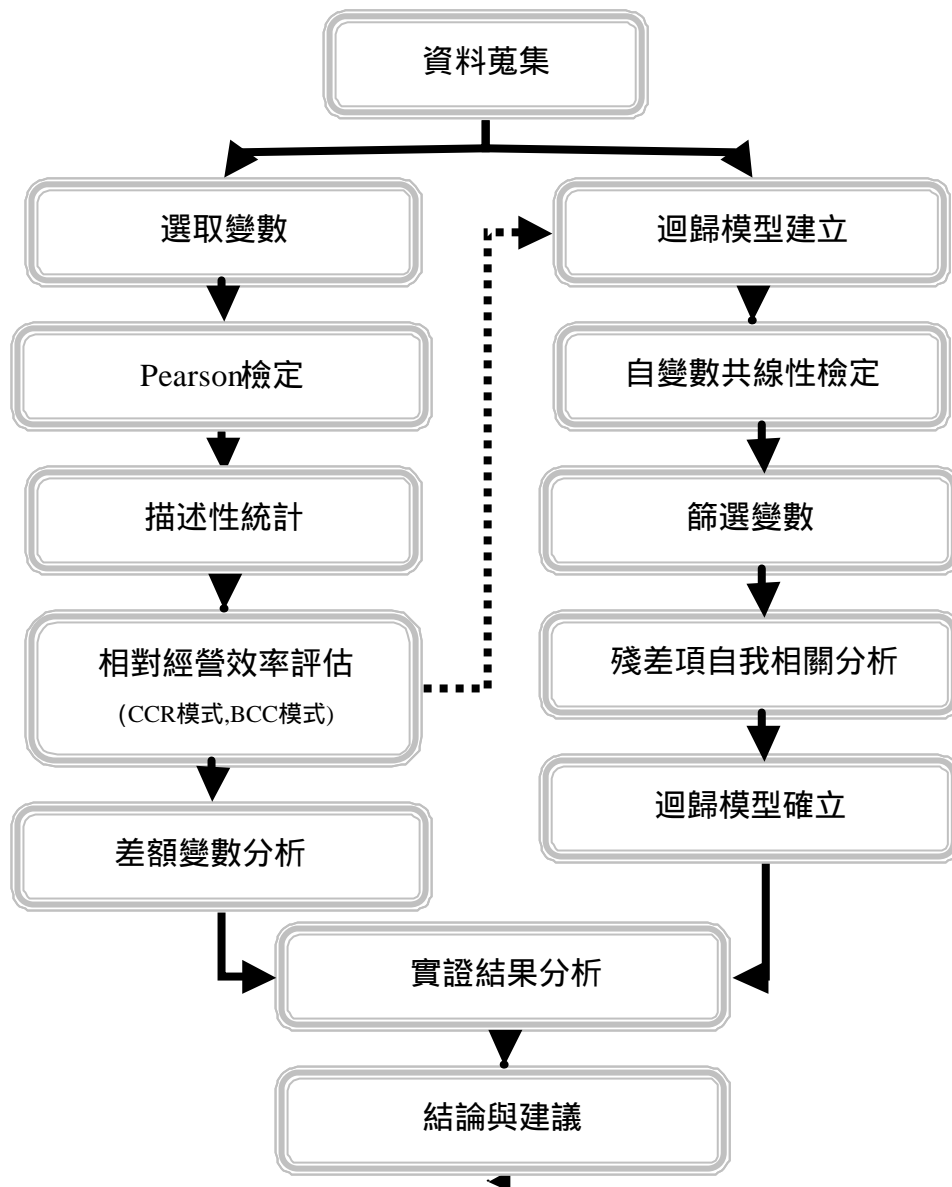 資料蒐集
選取變數
Pearson檢定
描述性統計
相對經營效率評估
(CCR模式,BCC模式)
差額變數分析
迴歸模型建立
自變數共線性檢定
篩選變數
殘差項自我相關分析
迴歸模型確立
實證結果分析
結論與建議